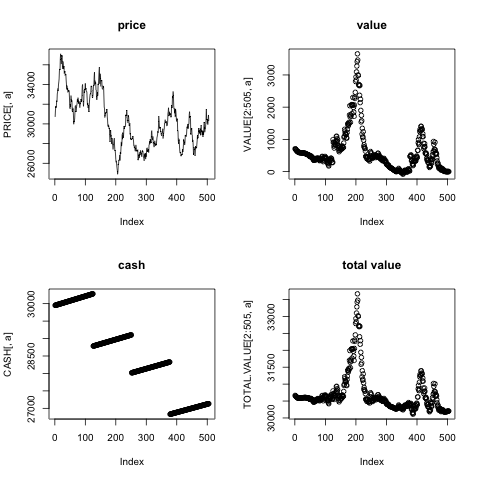 price
PRICE[, a]
26000 30000 34000
0 100 200 300 400 500
Index
value
VALUE[2:505, a]
0 1000 2000 3000
0 100 200 300 400 500
Index
cash
CASH[, a]
27000 28500 30000
0 100 200 300 400 500
Index
total value
TOTAL.VALUE[2:505, a]
30000 31500 33000
0 100 200 300 400 500
Index